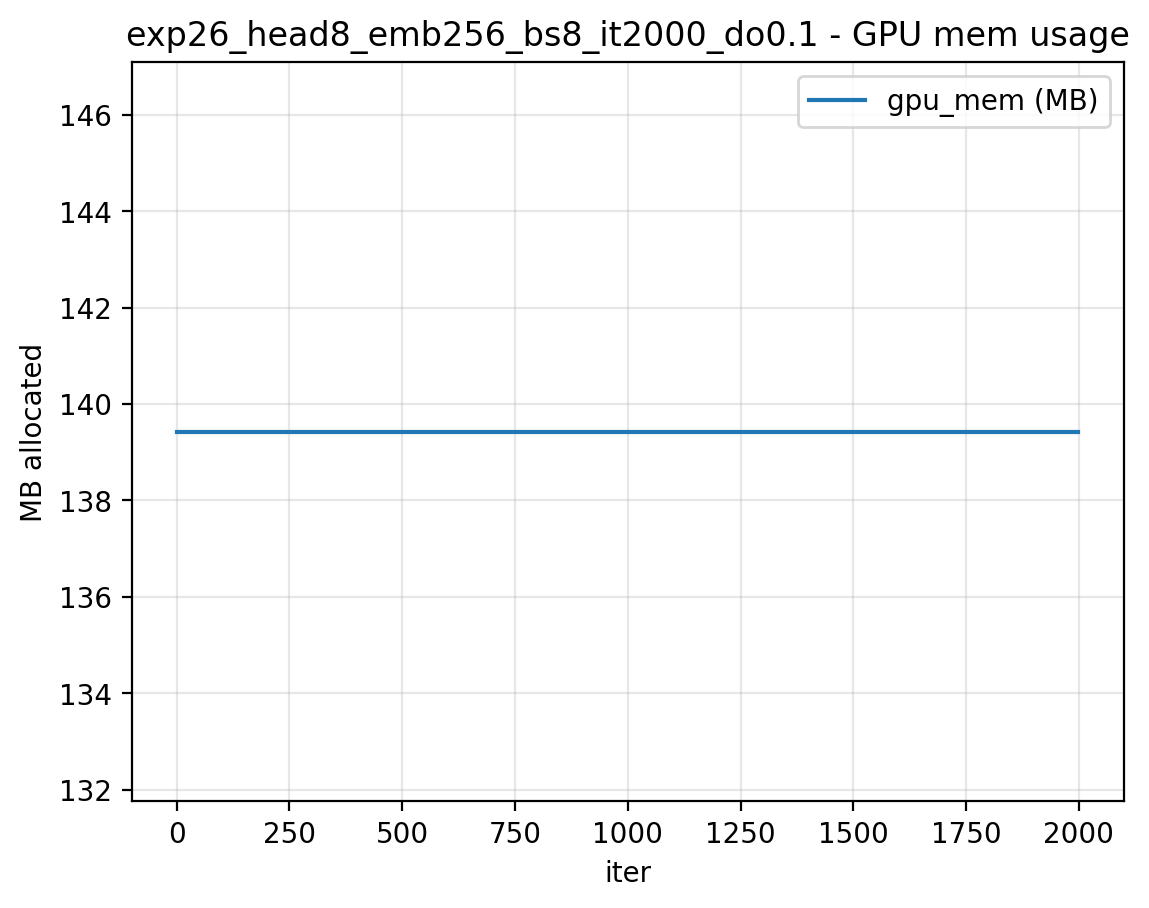 exp26_head8_emb256_bs8_it2000_do0.1 - GPU mem usage
gpu_mem (MB)
146
144
142
140
138
136
134
132
MB allocated
0 250 500 750 1000 1250 1500 1750 2000
iter